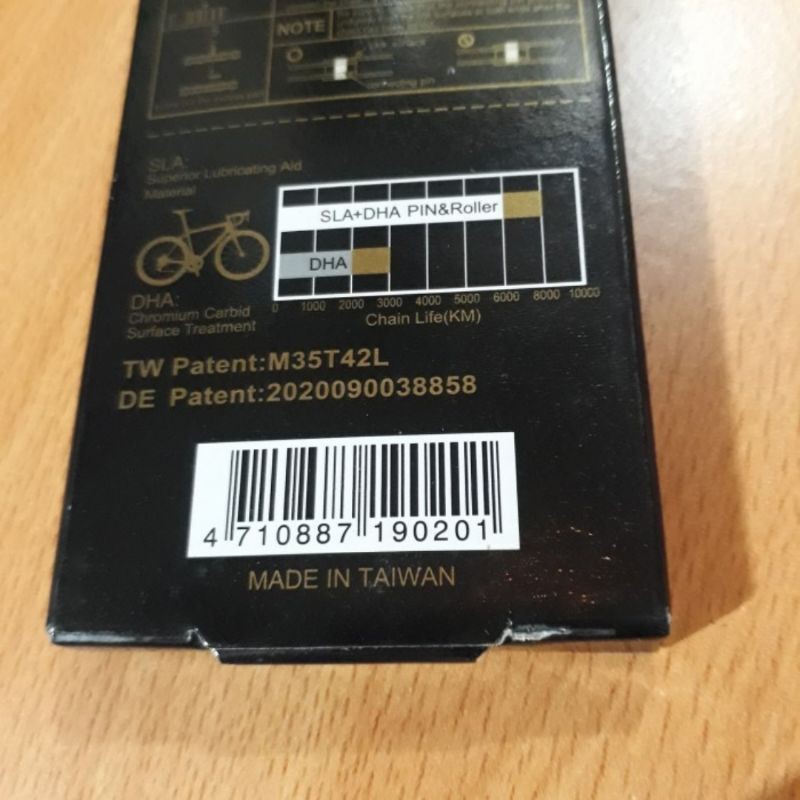 NOTE
connecting pin
SLA:
Superior Lubricating Aid
Material
SLA+DHA PIN&Roller
DHA
0 1000 2000 3000 4000 5000 6000 8000 10000
Chain Life(KM)
DHA:
Chromium Carbid
Surface Treatment
TW Patent:M35T42L
DE Patent:2020090038858
4 710887 190201
MADE IN TAIWAN